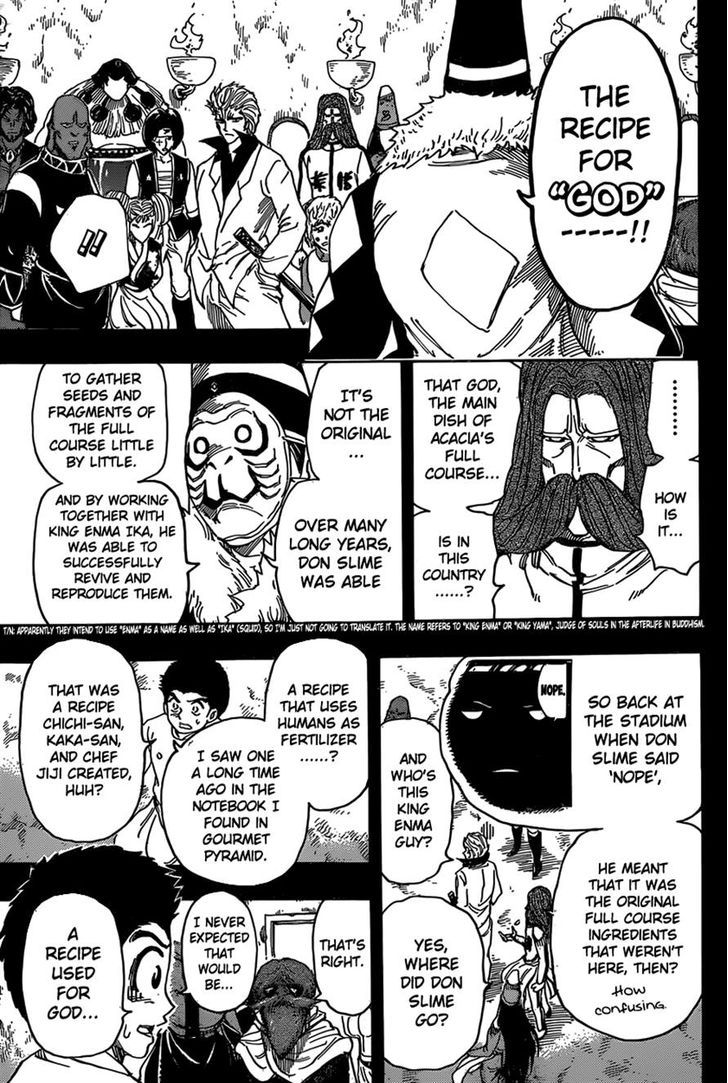 THE
RECIPE
FOR
"GOD"
-----!!
!!
........
HOW
IS
IT...
THAT GOD,
THE MAIN
DISH OF
ACACIA'S
FULL
COURSE...
IS IN
THIS
COUNTRY
......?
IT'S
NOT THE
ORIGINAL
...
OVER MANY
LONG YEARS,
DON SLIME
WAS ABLE
TO GATHER
SEEDS AND
FRAGMENTS OF
THE FULL
COURSE LITTLE
BY LITTLE.
AND BY WORKING
TOGETHER WITH
KING ENMA IKA, HE
WAS ABLE TO
SUCCESSFULLY
REVIVE AND
REPRODUCE THEM.
T/N: APPARENTLY THEY INTEND TO USE "ENMA" AS A NAME AS WELL AS "IKA" (SQUID), SO I'M JUST NOT GOING TO TRANSLATE IT. THE NAME REFERS TO "KING ENMA" OR "KING YAMA", JUDGE OF SOULS IN THE AFTERLIFE IN BUDDHISM.
NOPE.
SO BACK AT
THE STADIUM
WHEN DON
SLIME SAID
'NOPE',
HE MEANT
THAT IT WAS
THE ORIGINAL
FULL COURSE
INGREDIENTS
THAT WEREN'T
HERE, THEN?
How
confusing.
AND
WHO'S
THIS
KING
ENMA
GUY?
YES,
WHERE
DID DON
SLIME
GO?
A RECIPE
THAT USES
HUMANS AS
FERTILIZER
......?
I SAW ONE
A LONG TIME
AGO IN THE
NOTEBOOK I
FOUND IN
GOURMET
PYRAMID.
THAT WAS
A RECIPE
CHICHI-SAN,
KAKA-SAN,
AND CHEF
JIJI CREATED,
HUH?
THAT'S
RIGHT.
I NEVER
EXPECTED
THAT
WOULD
BE...
A
RECIPE
USED
FOR
GOD...